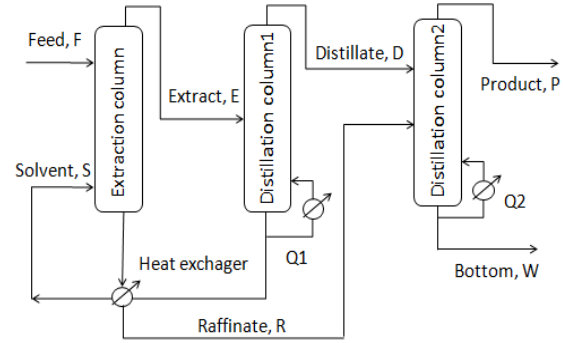 Feed, F
Extraction column
Solvent, S
Extract, E
Distillation column1
Distillate, D
Distillation column2
Product, P
Heat exchager
Q1
Q2
Bottom, W
Raffinate, R